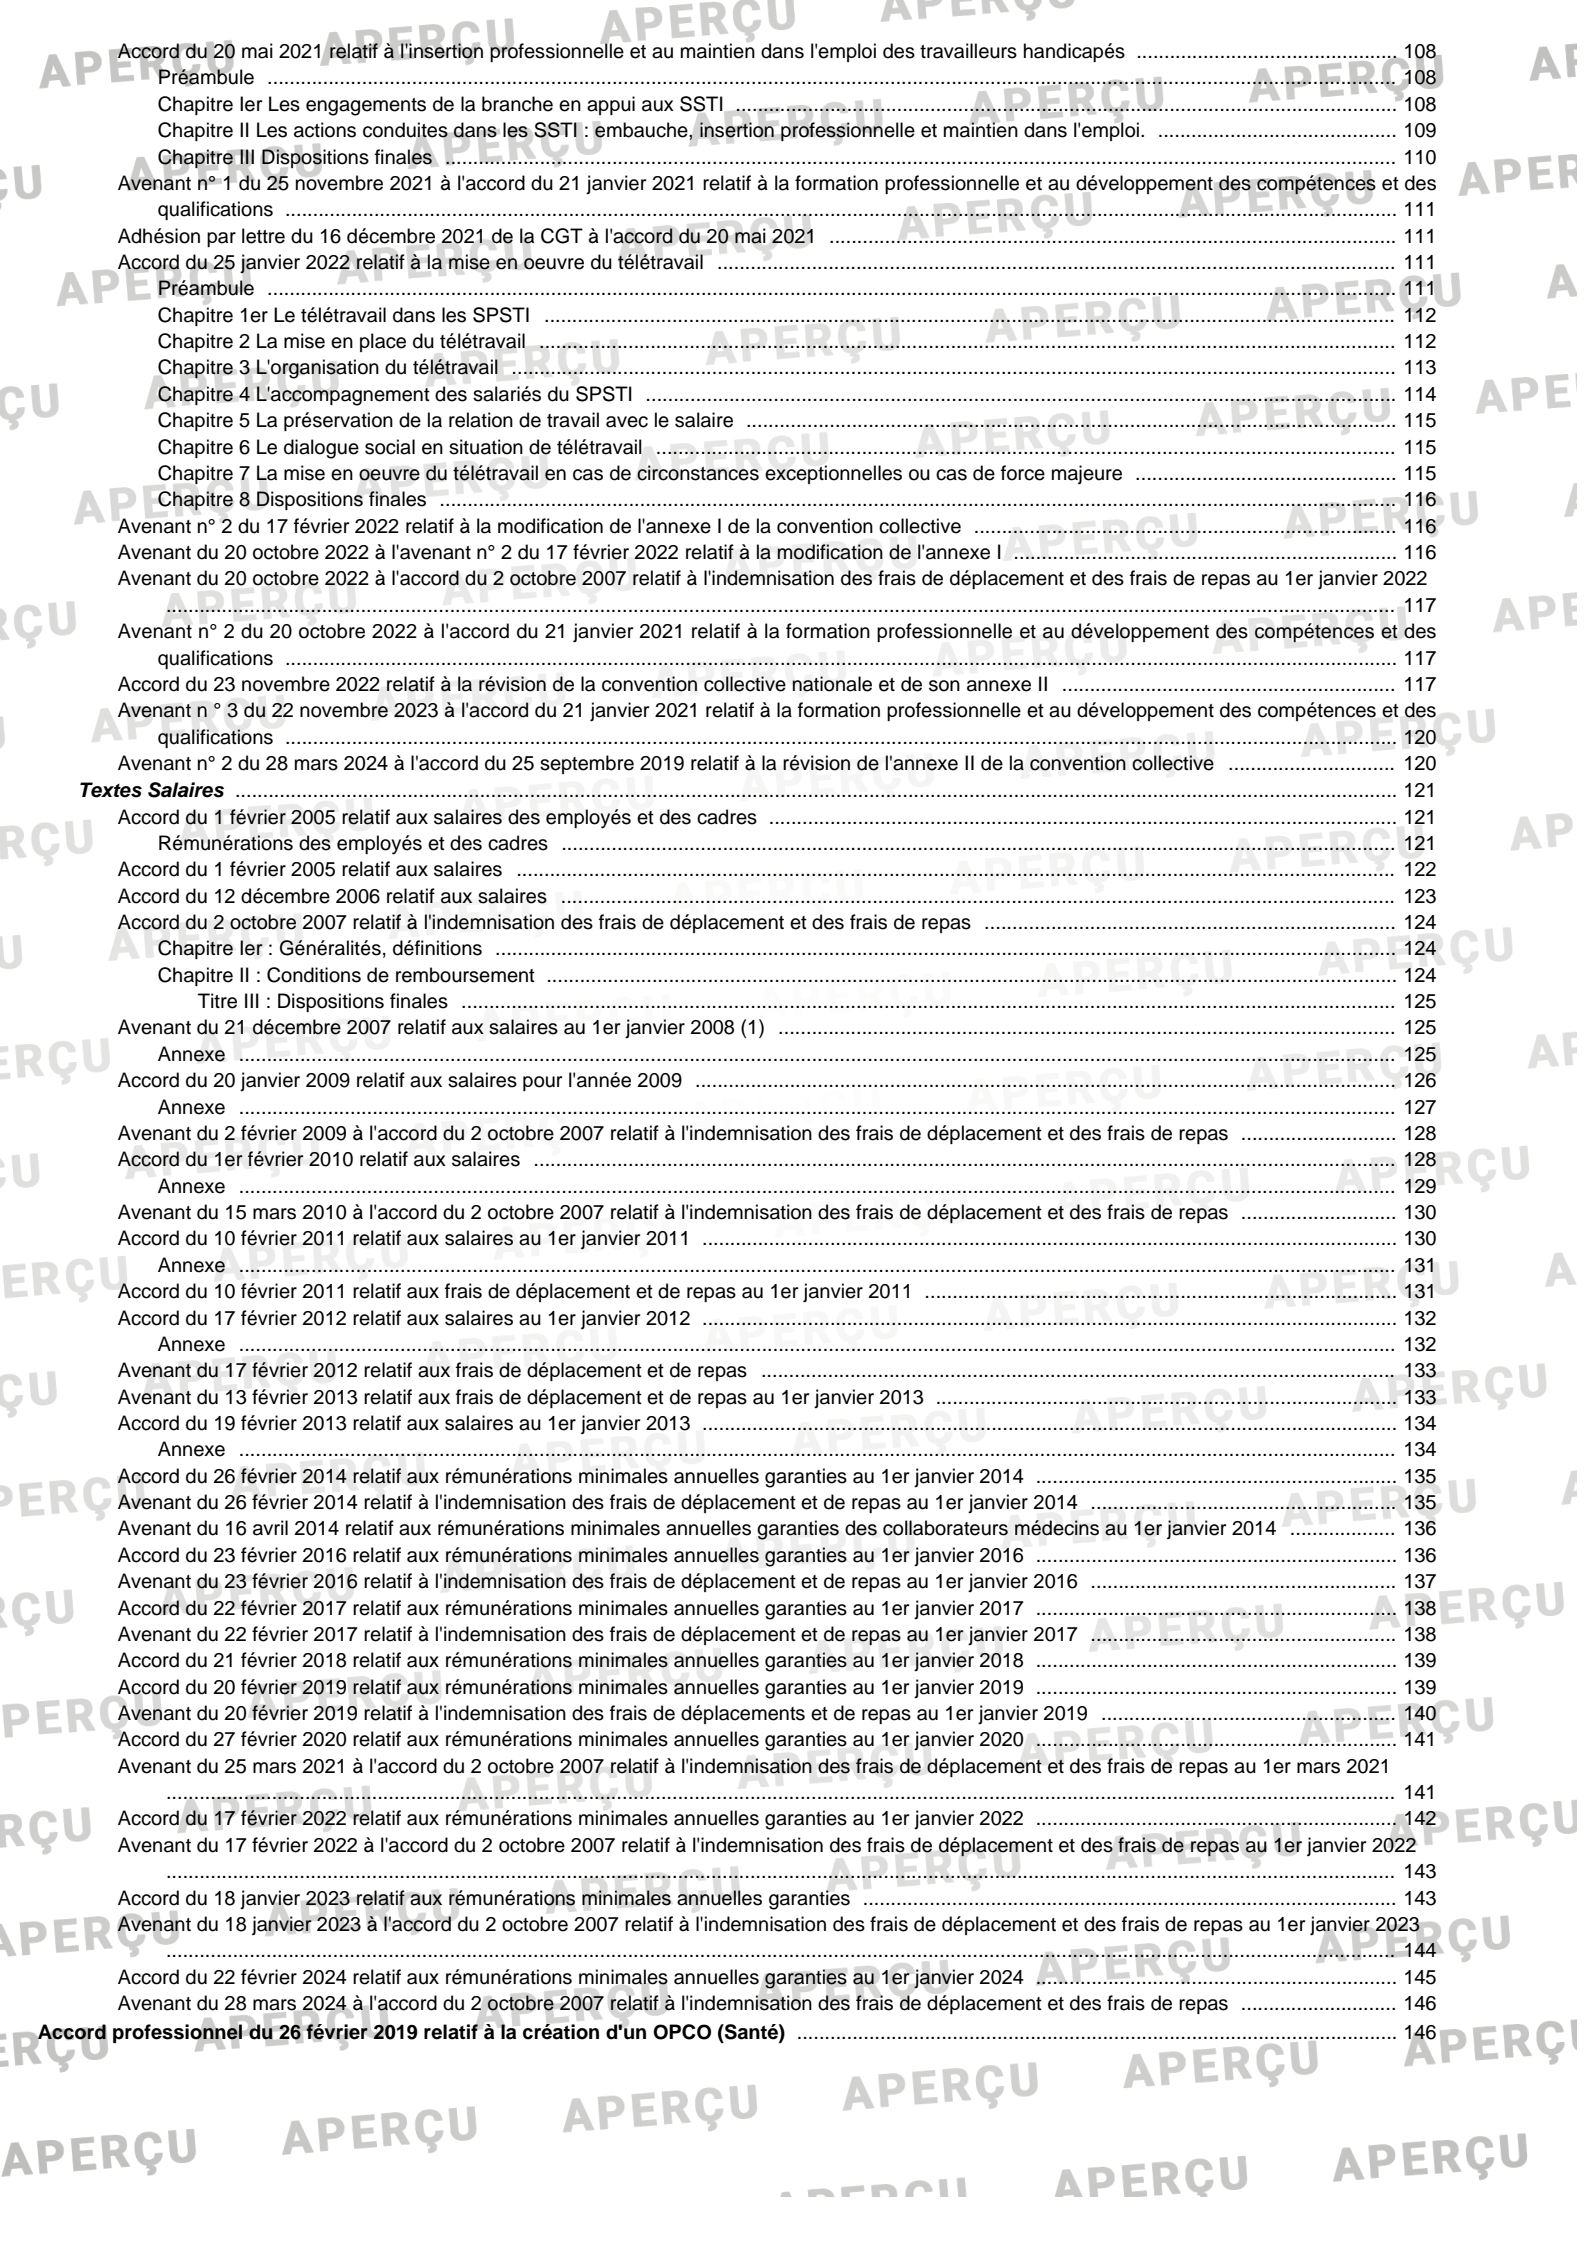 Accord du 20 mai 2021 relatif à l'insertion professionnelle et au maintien dans l'emploi des travailleurs handicapés ... 108
Préambule ... 108
Chapitre Ier Les engagements de la branche en appui aux SSTI ... 108
Chapitre II Les actions conduites dans les SSTI : embauche, insertion professionnelle et maintien dans l'emploi. ... 109
Chapitre III Dispositions finales ... 110
Avenant n° 1 du 25 novembre 2021 à l'accord du 21 janvier 2021 relatif à la formation professionnelle et au développement des compétences et des
qualifications ... 111
Adhésion par lettre du 16 décembre 2021 de la CGT à l'accord du 20 mai 2021 ... 111
Accord du 25 janvier 2022 relatif à la mise en oeuvre du télétravail ... 111
Préambule ... 111
Chapitre 1er Le télétravail dans les SPSTI ... 112
Chapitre 2 La mise en place du télétravail ... 112
Chapitre 3 L'organisation du télétravail ... 113
Chapitre 4 L'accompagnement des salariés du SPSTI ... 114
Chapitre 5 La préservation de la relation de travail avec le salaire ... 115
Chapitre 6 Le dialogue social en situation de télétravail ... 115
Chapitre 7 La mise en oeuvre du télétravail en cas de circonstances exceptionnelles ou cas de force majeure ... 115
Chapitre 8 Dispositions finales ... 116
Avenant n° 2 du 17 février 2022 relatif à la modification de l'annexe I de la convention collective ... 116
Avenant du 20 octobre 2022 à l'avenant n° 2 du 17 février 2022 relatif à la modification de l'annexe I ... 116
Avenant du 20 octobre 2022 à l'accord du 2 octobre 2007 relatif à l'indemnisation des frais de déplacement et des frais de repas au 1er janvier 2022
... 117
Avenant n° 2 du 20 octobre 2022 à l'accord du 21 janvier 2021 relatif à la formation professionnelle et au développement des compétences et des
qualifications ... 117
Accord du 23 novembre 2022 relatif à la révision de la convention collective nationale et de son annexe II ... 117
Avenant n ° 3 du 22 novembre 2023 à l'accord du 21 janvier 2021 relatif à la formation professionnelle et au développement des compétences et des
qualifications ... 120
Avenant n° 2 du 28 mars 2024 à l'accord du 25 septembre 2019 relatif à la révision de l'annexe II de la convention collective ... 120
Textes Salaires ... 121
Accord du 1 février 2005 relatif aux salaires des employés et des cadres ... 121
Rémunérations des employés et des cadres ... 121
Accord du 1 février 2005 relatif aux salaires ... 122
Accord du 12 décembre 2006 relatif aux salaires ... 123
Accord du 2 octobre 2007 relatif à l'indemnisation des frais de déplacement et des frais de repas ... 124
Chapitre Ier : Généralités, définitions ... 124
Chapitre II : Conditions de remboursement ... 124
Titre III : Dispositions finales ... 125
Avenant du 21 décembre 2007 relatif aux salaires au 1er janvier 2008 (1) ... 125
Annexe ... 125
Accord du 20 janvier 2009 relatif aux salaires pour l'année 2009 ... 126
Annexe ... 127
Avenant du 2 février 2009 à l'accord du 2 octobre 2007 relatif à l'indemnisation des frais de déplacement et des frais de repas ... 128
Accord du 1er février 2010 relatif aux salaires ... 128
Annexe ... 129
Avenant du 15 mars 2010 à l'accord du 2 octobre 2007 relatif à l'indemnisation des frais de déplacement et des frais de repas ... 130
Accord du 10 février 2011 relatif aux salaires au 1er janvier 2011 ... 130
Annexe ... 131
Accord du 10 février 2011 relatif aux frais de déplacement et de repas au 1er janvier 2011 ... 131
Accord du 17 février 2012 relatif aux salaires au 1er janvier 2012 ... 132
Annexe ... 132
Avenant du 17 février 2012 relatif aux frais de déplacement et de repas ... 133
Avenant du 13 février 2013 relatif aux frais de déplacement et de repas au 1er janvier 2013 ... 133
Accord du 19 février 2013 relatif aux salaires au 1er janvier 2013 ... 134
Annexe ... 134
Accord du 26 février 2014 relatif aux rémunérations minimales annuelles garanties au 1er janvier 2014 ... 135
Avenant du 26 février 2014 relatif à l'indemnisation des frais de déplacement et de repas au 1er janvier 2014 ... 135
Avenant du 16 avril 2014 relatif aux rémunérations minimales annuelles garanties des collaborateurs médecins au 1er janvier 2014 ... 136
Accord du 23 février 2016 relatif aux rémunérations minimales annuelles garanties au 1er janvier 2016 ... 136
Avenant du 23 février 2016 relatif à l'indemnisation des frais de déplacement et de repas au 1er janvier 2016 ... 137
Accord du 22 février 2017 relatif aux rémunérations minimales annuelles garanties au 1er janvier 2017 ... 138
Avenant du 22 février 2017 relatif à l'indemnisation des frais de déplacement et de repas au 1er janvier 2017 ... 138
Accord du 21 février 2018 relatif aux rémunérations minimales annuelles garanties au 1er janvier 2018 ... 139
Accord du 20 février 2019 relatif aux rémunérations minimales annuelles garanties au 1er janvier 2019 ... 139
Avenant du 20 février 2019 relatif à l'indemnisation des frais de déplacements et de repas au 1er janvier 2019 ... 140
Accord du 27 février 2020 relatif aux rémunérations minimales annuelles garanties au 1er janvier 2020 ... 141
Avenant du 25 mars 2021 à l'accord du 2 octobre 2007 relatif à l'indemnisation des frais de déplacement et des frais de repas au 1er mars 2021
... 141
Accord du 17 février 2022 relatif aux rémunérations minimales annuelles garanties au 1er janvier 2022 ... 142
Avenant du 17 février 2022 à l'accord du 2 octobre 2007 relatif à l'indemnisation des frais de déplacement et des frais de repas au 1er janvier 2022
... 143
Accord du 18 janvier 2023 relatif aux rémunérations minimales annuelles garanties ... 143
Avenant du 18 janvier 2023 à l'accord du 2 octobre 2007 relatif à l'indemnisation des frais de déplacement et des frais de repas au 1er janvier 2023
... 144
Accord du 22 février 2024 relatif aux rémunérations minimales annuelles garanties au 1er janvier 2024 ... 145
Avenant du 28 mars 2024 à l'accord du 2 octobre 2007 relatif à l'indemnisation des frais de déplacement et des frais de repas ... 146
Accord professionnel du 26 février 2019 relatif à la création d'un OPCO (Santé) ... 146
APERÇU